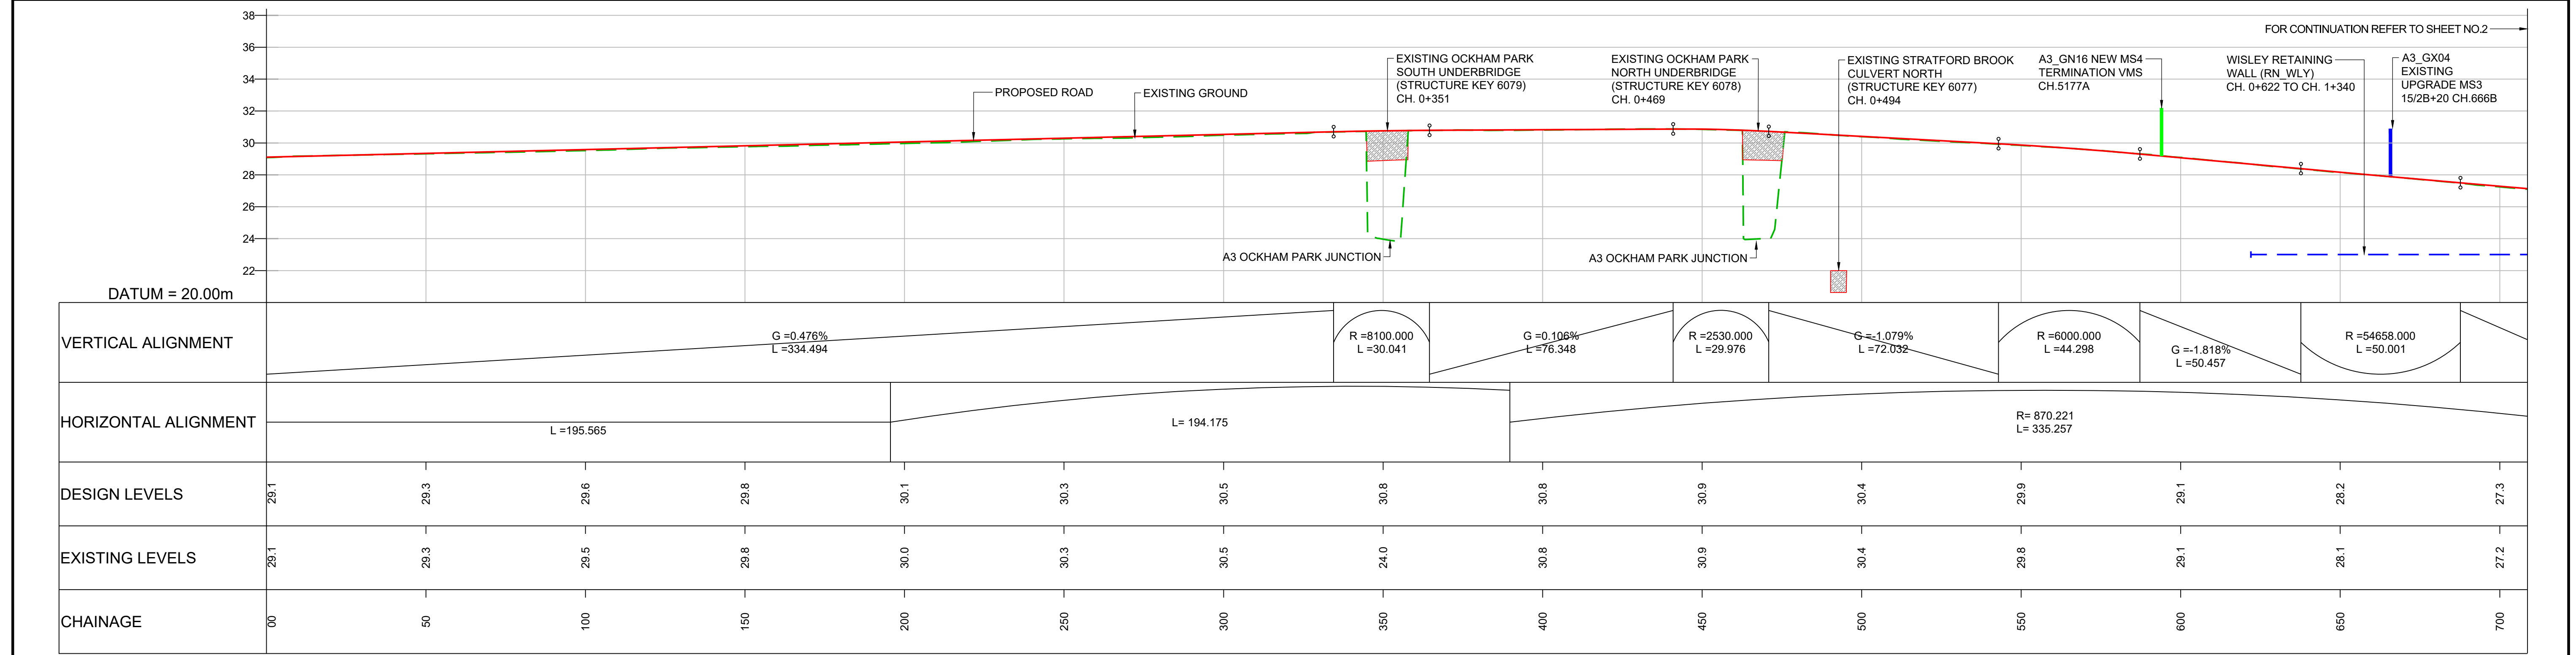 38
36
34
32
30
28
26
24
22
DATUM = 20.00m
FOR CONTINUATION REFER TO SHEET NO.2
PROPOSED ROAD
EXISTING GROUND
EXISTING OCKHAM PARK
SOUTH UNDERBRIDGE
(STRUCTURE KEY 6079)
CH. 0+351
EXISTING OCKHAM PARK
NORTH UNDERBRIDGE
(STRUCTURE KEY 6078)
CH. 0+469
EXISTING STRATFORD BROOK
CULVERT NORTH
(STRUCTURE KEY 6077)
CH. 0+494
A3_GN16 NEW MS4
TERMINATION VMS
CH.5177A
WISLEY RETAINING
WALL (RN_WLY)
CH. 0+622 TO CH. 1+340
A3_GX04
EXISTING
UPGRADE MS3
15/2B+20 CH.666B
A3 OCKHAM PARK JUNCTION
A3 OCKHAM PARK JUNCTION
VERTICAL ALIGNMENT
G =0.476%
L =334.494
R =8100.000
L =30.041
G =0.106%
L =76.348
R =2530.000
L =29.976
G =-1.079%
L =72.032
R =6000.000
L =44.298
G =-1.818%
L =50.457
R =54658.000
L =50.001
HORIZONTAL ALIGNMENT
L =195.565
L= 194.175
R= 870.221
L= 335.257
DESIGN LEVELS
29.1
29.3
29.6
29.8
30.1
30.3
30.5
30.8
30.8
30.9
30.4
29.9
29.1
28.2
27.3
EXISTING LEVELS
29.1
29.3
29.5
29.8
30.0
30.3
30.5
24.0
30.8
30.9
30.4
29.8
29.1
28.1
27.2
CHAINAGE
00
50
100
150
200
250
300
350
400
450
500
550
600
650
700